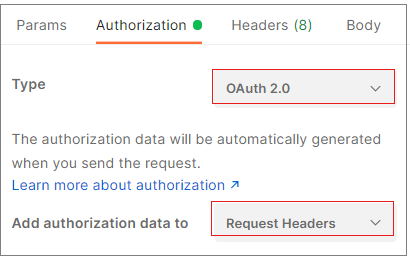 Params Authorization Headers (8) Body
Type OAuth 2.0
The authorization data will be automatically generated
when you send the request.
Learn more about authorization ↗
Add authorization data to Request Headers